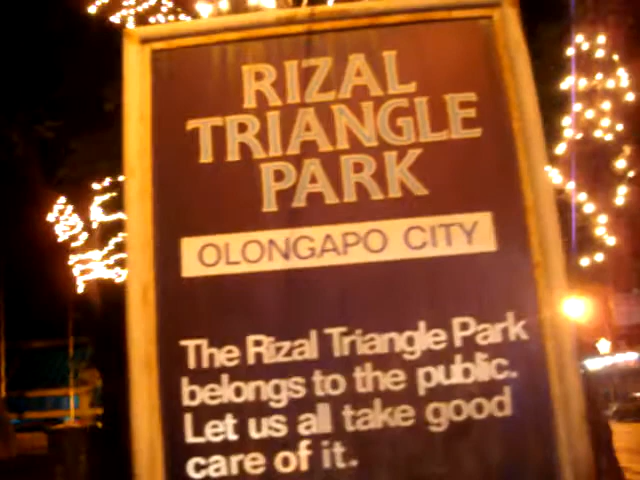 RIZAL
TRIANGLE
PARK
OLONGAPO CITY
The Rizal Triangle Park
belongs to the public.
Let us all take good
care of it.